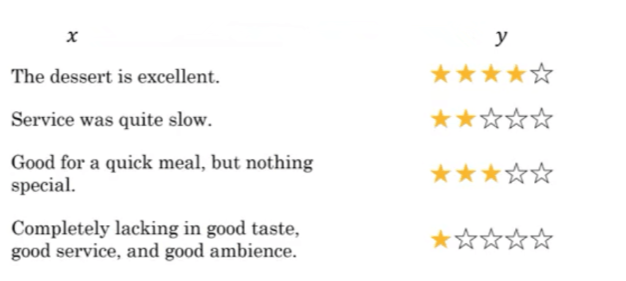 x y
The dessert is excellent.
Service was quite slow.
Good for a quick meal, but nothing
special.
Completely lacking in good taste,
good service, and good ambience.